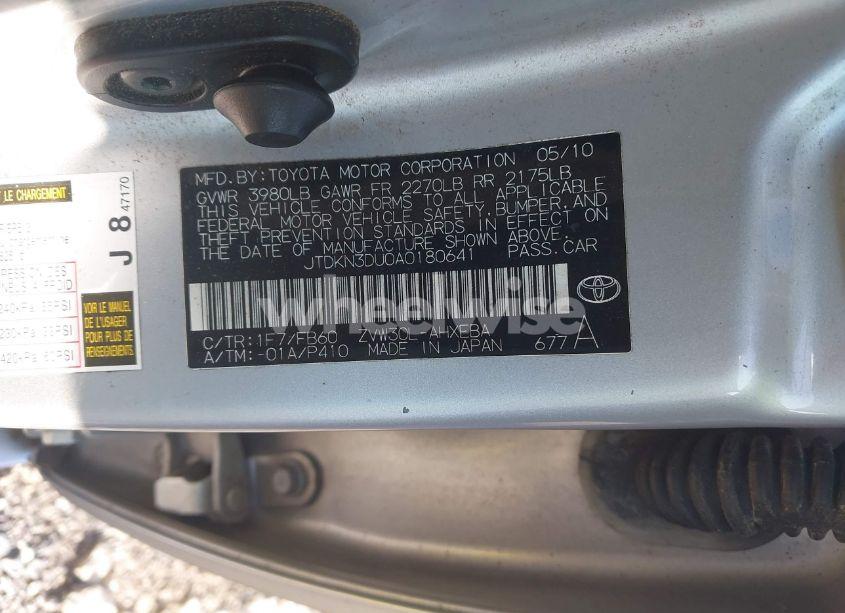 MFD.BY:TOYOTA MOTOR CORPORATION 05/10
GVWR 3980LB GAWR FR 2270LB RR 2175LB
THIS VEHICLE CONFORMS TO ALL APPLICABLE
FEDERAL MOTOR VEHICLE SAFETY, BUMPER, AND
THEFT PREVENTION STANDARDS IN EFFECT ON
THE DATE OF MANUFACTURE SHOWN ABOVE.
JTDKN3DU0A0180641 PASS.CAR
C/TR:1F7/FB60 ZVW30L-AHXEBA
A/TM:-01A/P410 MADE IN JAPAN 677 A
wheelwise
LE CHARGEMENT
J 8 47170
VOIR LE MANUEL
DE L'USAGER
POUR PLUS DE
RENSEIGNEMENTS.